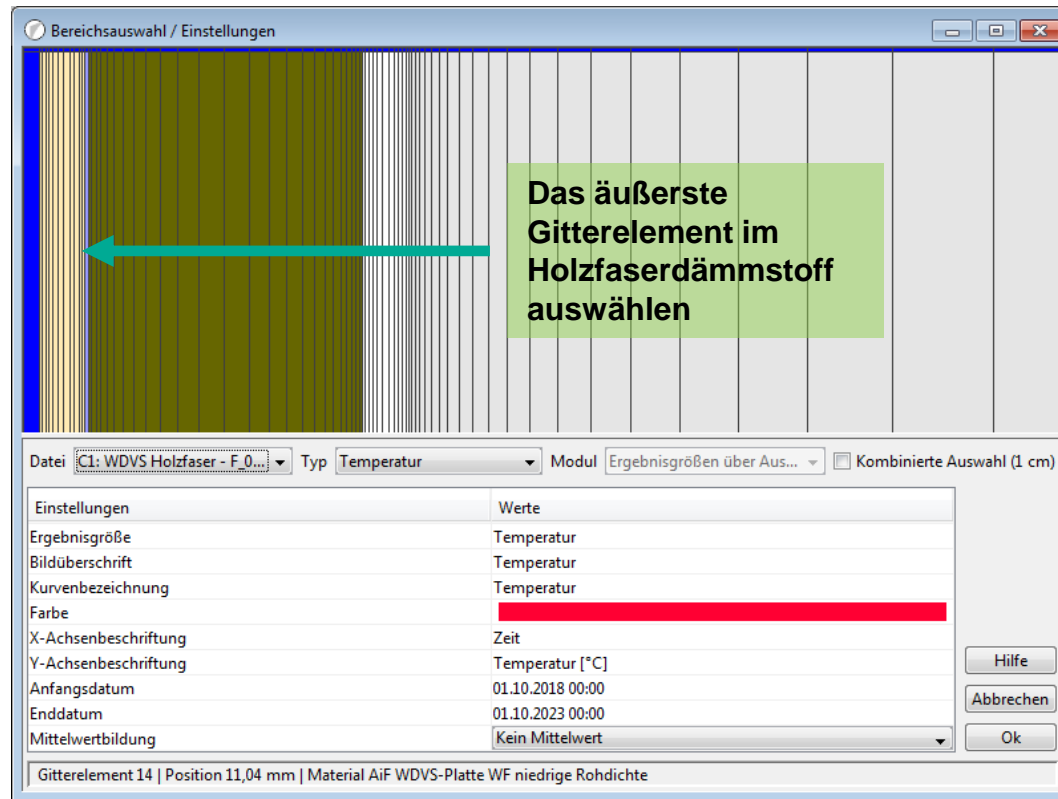 Bereichsauswahl / Einstellungen
Das äußerste
Gitterelement im
Holzfaserdämmstoff
auswählen
Datei C1: WDVS Holzfaser - F_0... Typ Temperatur Modul Ergebnisgrößen über Aus... Kombinierte Auswahl (1 cm)
Einstellungen Werte
Ergebnisgröße Temperatur
Bildüberschrift Temperatur
Kurvenbezeichnung Temperatur
Farbe
X-Achsenbeschriftung Zeit
Y-Achsenbeschriftung Temperatur [°C]
Anfangsdatum 01.10.2018 00:00
Enddatum 01.10.2023 00:00
Mittelwertbildung Kein Mittelwert
Hilfe
Abbrechen
Ok
Gitterelement 14 | Position 11,04 mm | Material AiF WDVS-Platte WF niedrige Rohdichte